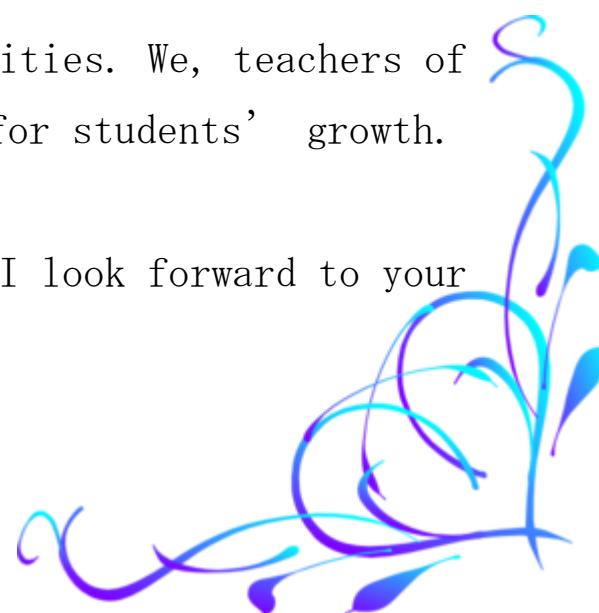 ities. We, teachers of
for students’ growth.
I look forward to your